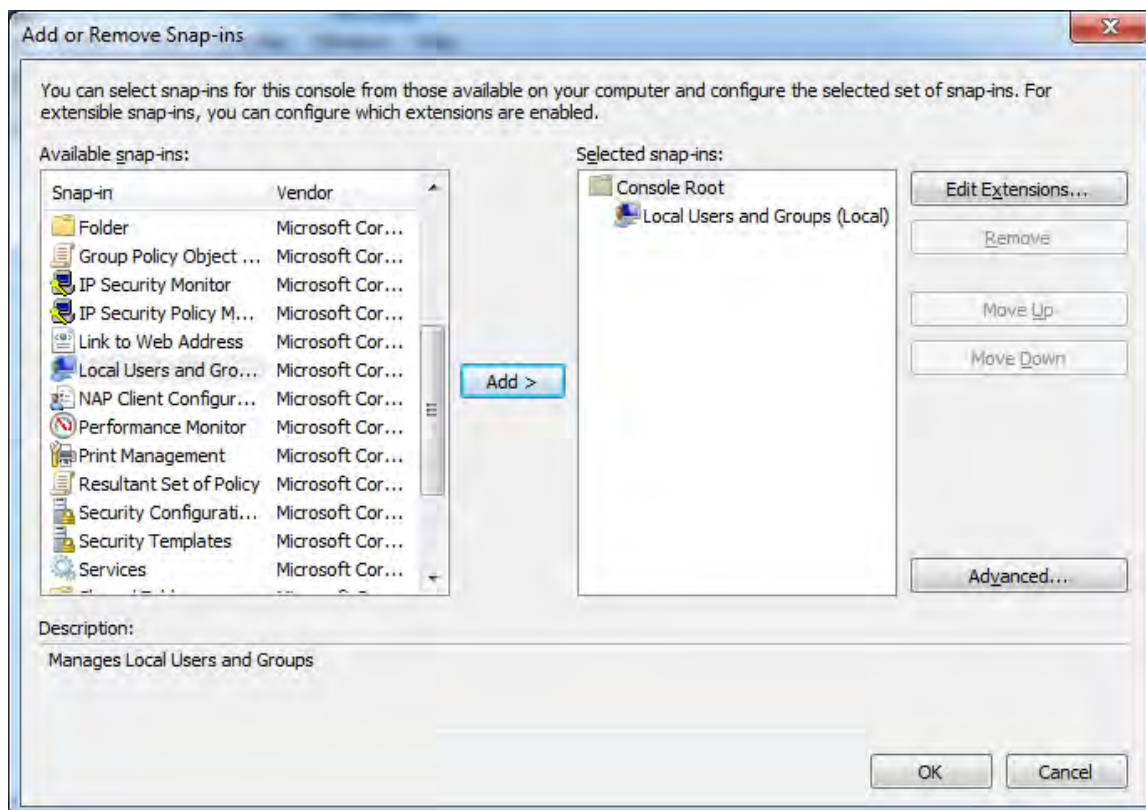 Add or Remove Snap-ins
You can select snap-ins for this console from those available on your computer and configure the selected set of snap-ins. For
extensible snap-ins, you can configure which extensions are enabled.
Available snap-ins:
Snap-in Vendor
Folder Microsoft Cor...
Group Policy Object ... Microsoft Cor...
IP Security Monitor Microsoft Cor...
IP Security Policy M... Microsoft Cor...
Link to Web Address Microsoft Cor...
Local Users and Gro... Microsoft Cor...
NAP Client Configur... Microsoft Cor...
Performance Monitor Microsoft Cor...
Print Management Microsoft Cor...
Resultant Set of Policy Microsoft Cor...
Security Configurati... Microsoft Cor...
Security Templates Microsoft Cor...
Services Microsoft Cor...
Add >
Selected snap-ins:
Console Root
Local Users and Groups (Local)
Edit Extensions...
Remove
Move Up
Move Down
Advanced...
Description:
Manages Local Users and Groups
OK
Cancel